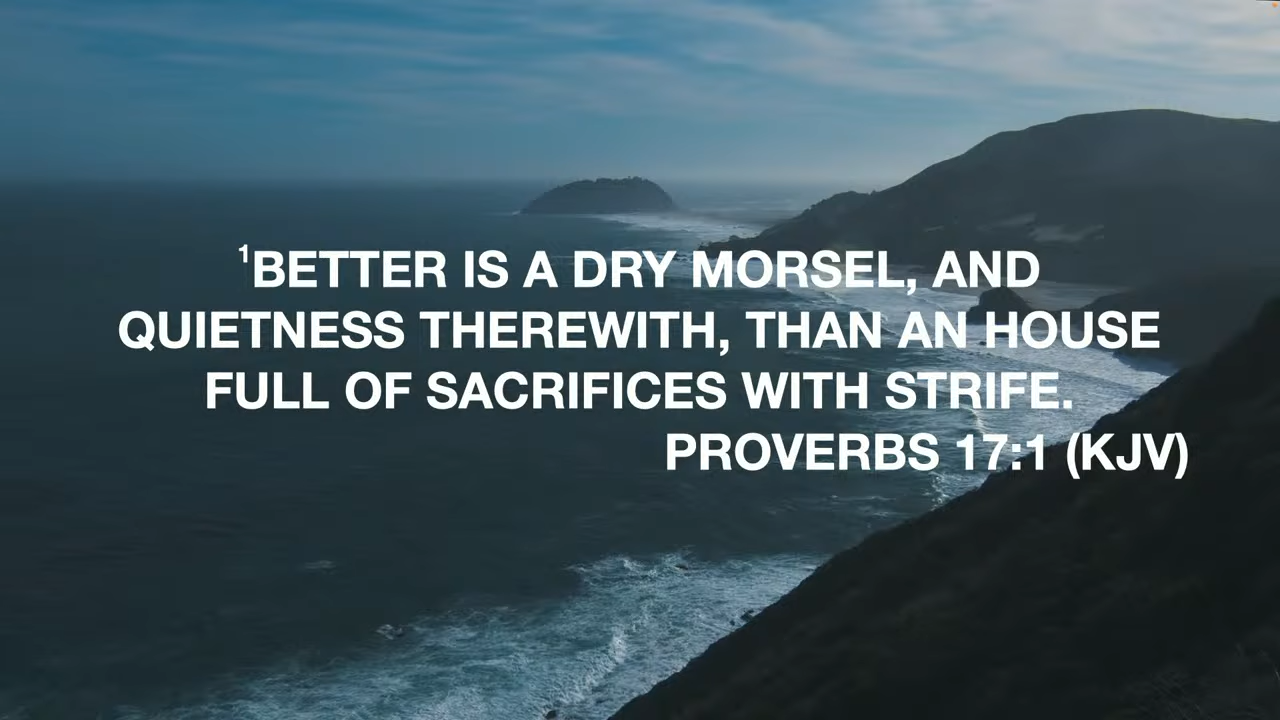 ¹BETTER IS A DRY MORSEL, AND
QUIETNESS THEREWITH, THAN AN HOUSE
FULL OF SACRIFICES WITH STRIFE.
PROVERBS 17:1 (KJV)